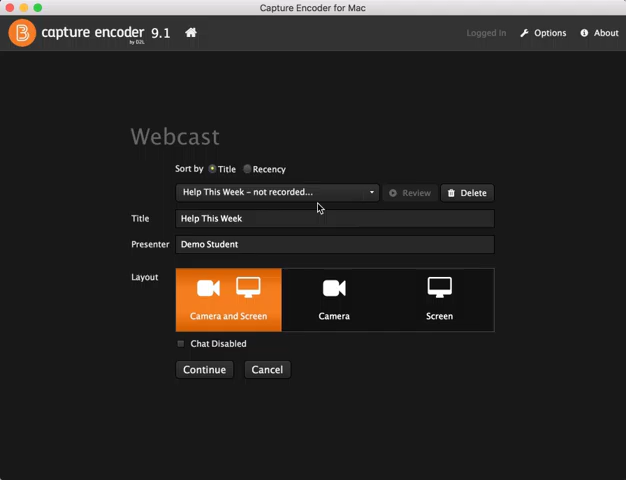 Capture Encoder for Mac
capture encoder 9.1
by D2L
Logged In
Options
About
Webcast
Sort by Title Recency
Help This Week – not recorded...
Review
Delete
Title Help This Week
Presenter Demo Student
Layout
Camera and Screen
Camera
Screen
Chat Disabled
Continue
Cancel